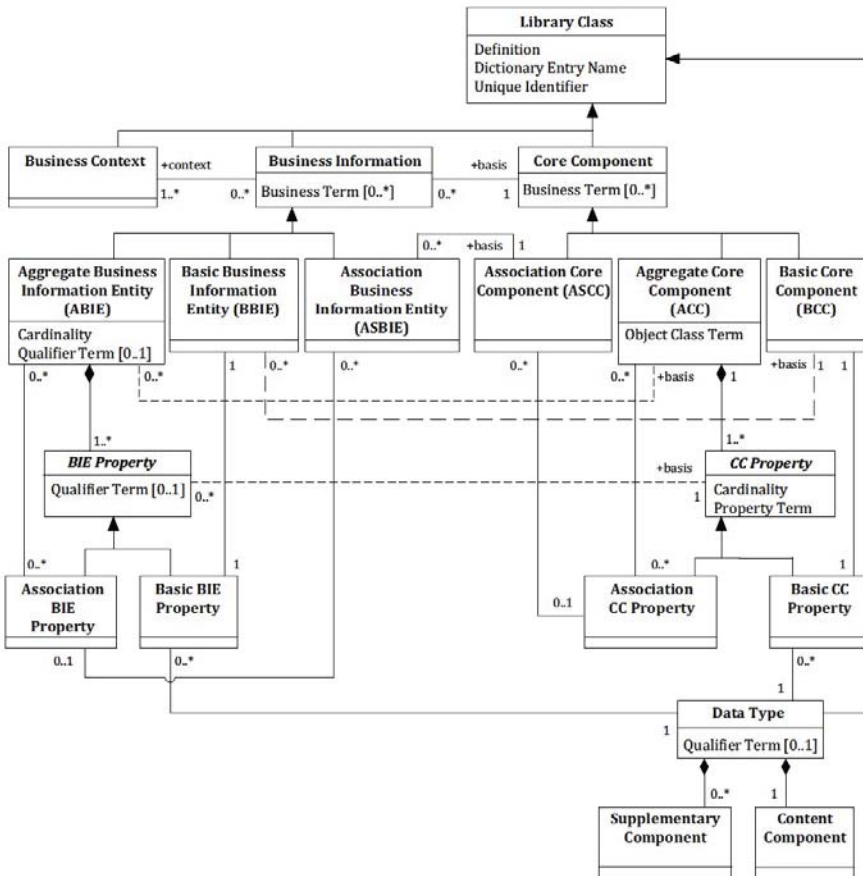 Library Class
Definition
Dictionary Entry Name
Unique Identifier
Business Context
+context
1..*
0..*
Business Information
Business Term [0..*]
0..*
+basis
1
Core Component
Business Term [0..*]
0..*
+basis
1
Aggregate Business
Information Entity
(ABIE)
Cardinality
Qualifier Term [0..1]
Basic Business
Information
Entity (BBIE)
Association
Business
Information Entity
(ASBIE)
Association Core
Component (ASCC)
Aggregate Core
Component
(ACC)
Object Class Term
Basic Core
Component
(BCC)
0..*
0..*
1
0..*
0..*
0..*
0..*
+basis
1
+basis
1
1
1..*
BIE Property
Qualifier Term [0..1]
0..*
+basis
1
1..*
CC Property
Cardinality
Property Term
0..*
1
0..*
1
Association
BIE
Property
Basic BIE
Property
0..1
Association
CC Property
Basic CC
Property
0..1
0..*
0..*
1
1
Data Type
Qualifier Term [0..1]
0..*
1
Supplementary
Component
Content
Component